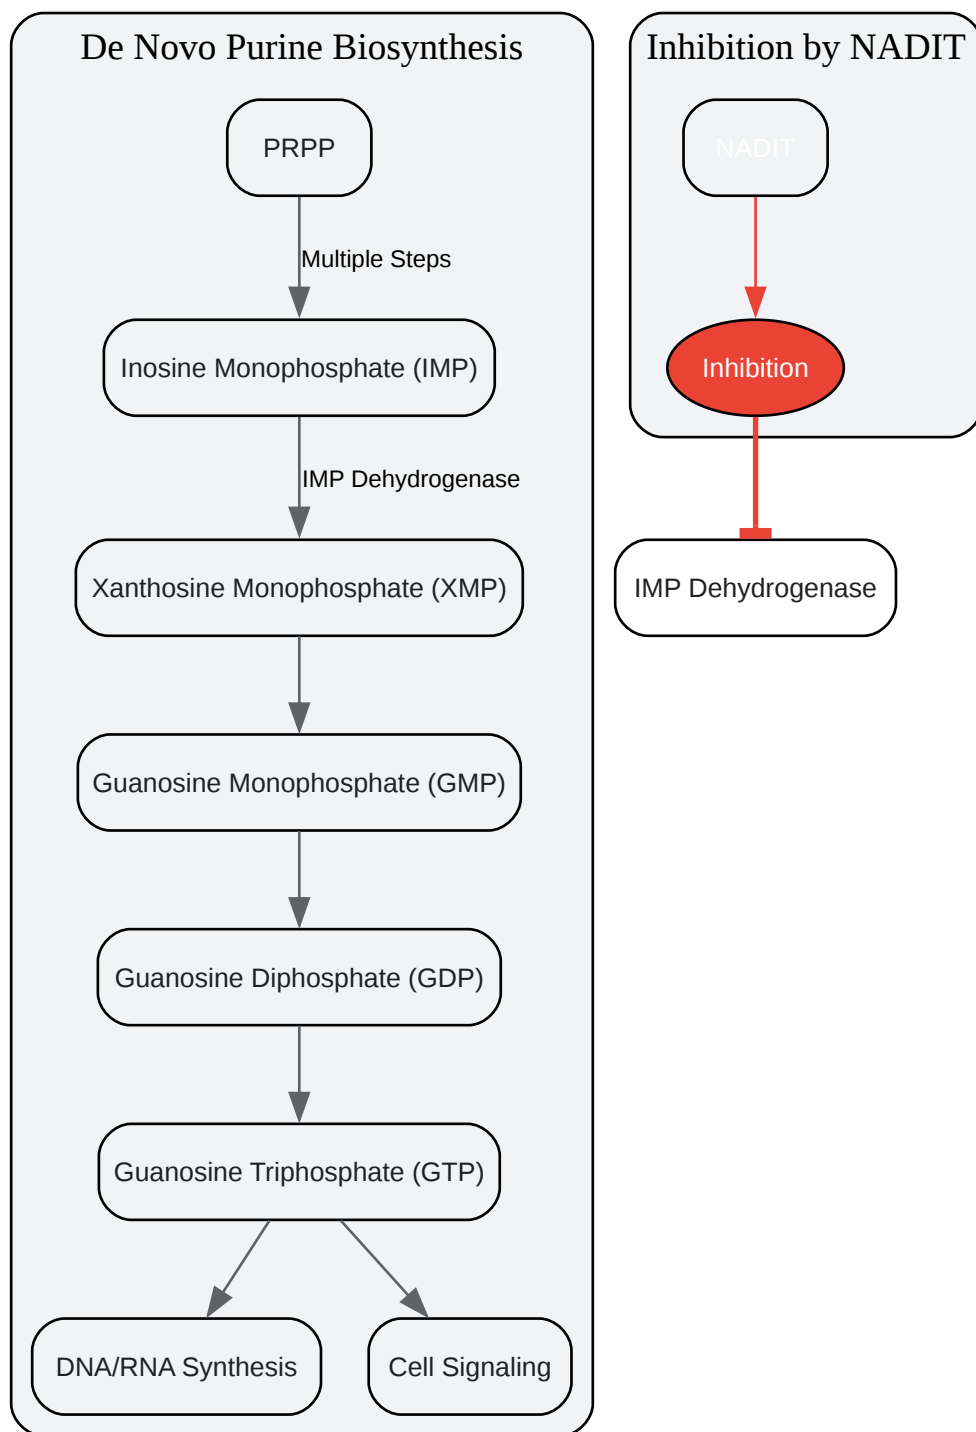 De Novo Purine Biosynthesis
PRPP
Multiple Steps
Inosine Monophosphate (IMP)
IMP Dehydrogenase
Xanthosine Monophosphate (XMP)
Guanosine Monophosphate (GMP)
Guanosine Diphosphate (GDP)
Guanosine Triphosphate (GTP)
DNA/RNA Synthesis
Cell Signaling
Inhibition by NADIT
NADIT
Inhibition
IMP Dehydrogenase